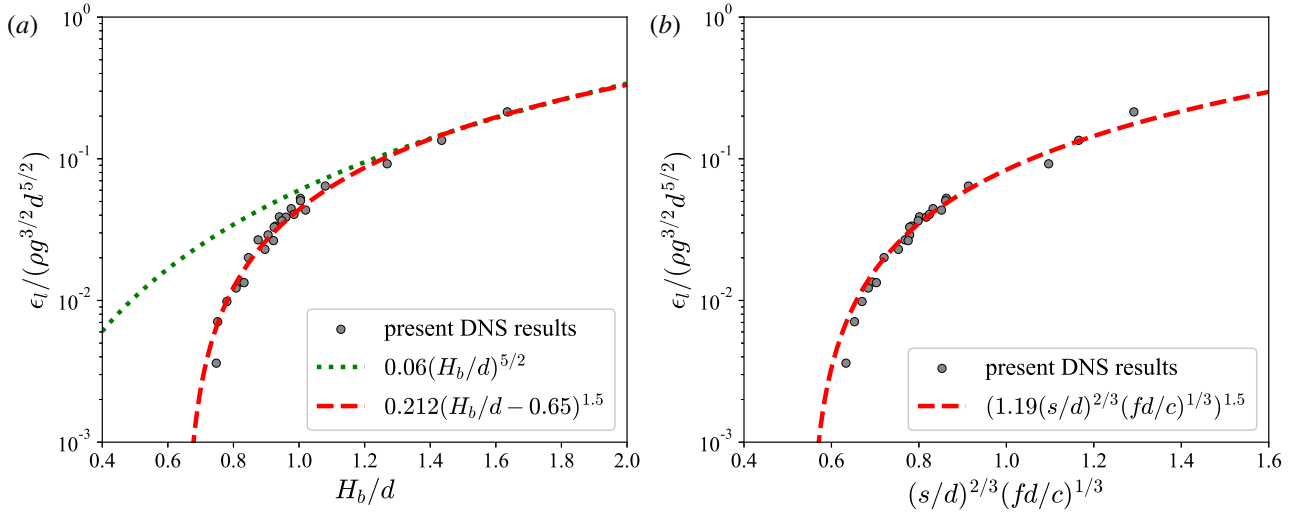 (a)
10^0
10^{-1}
10^{-2}
10^{-3}
ϵ_l/(ρg^{3/2}d^{5/2})
present DNS results
0.06(H_b/d)^{5/2}
0.212(H_b/d − 0.65)^{1.5}
0.4 0.6 0.8 1.0 1.2 1.4 1.6 1.8 2.0
H_b/d
(b)
10^0
10^{-1}
10^{-2}
10^{-3}
ϵ_l/(ρg^{3/2}d^{5/2})
present DNS results
(1.19(s/d)^{2/3}(fd/c)^{1/3})^{1.5}
0.4 0.6 0.8 1.0 1.2 1.4 1.6
(s/d)^{2/3}(fd/c)^{1/3}